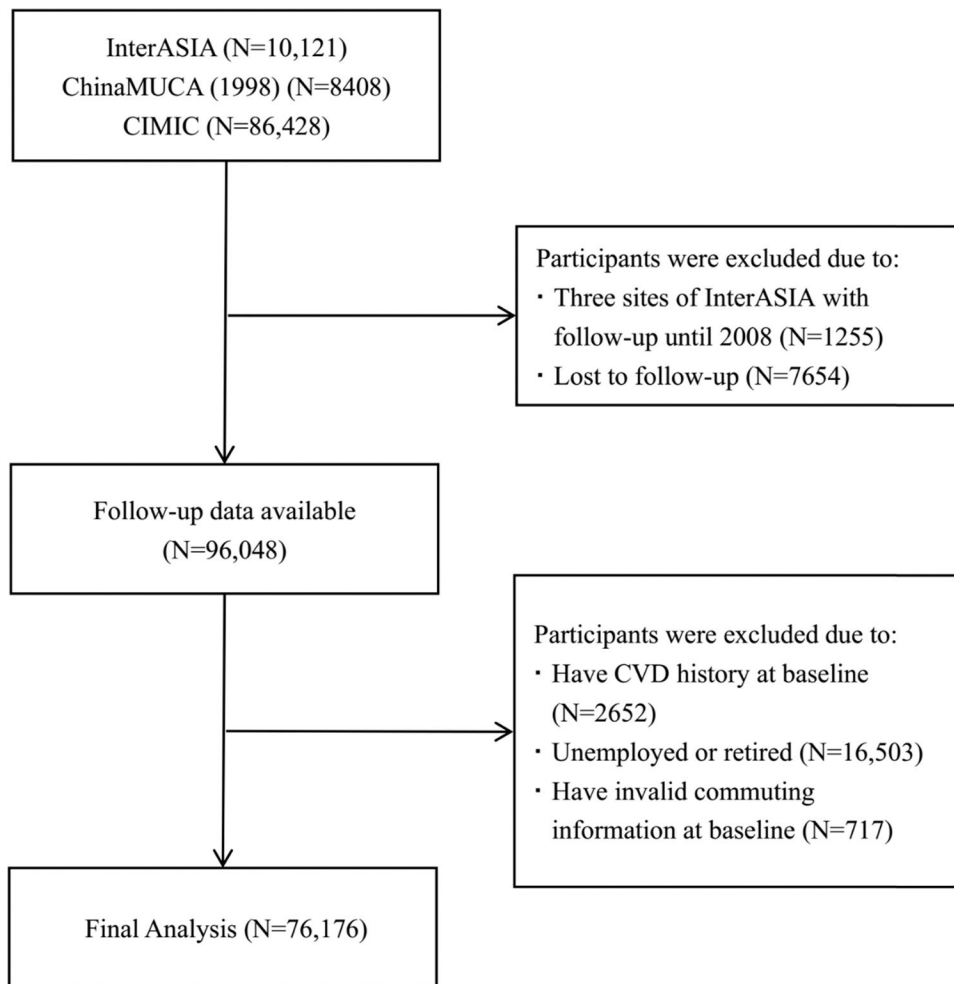 InterASIA (N=10,121)
ChinaMUCA (1998) (N=8408)
CIMIC (N=86,428)
Participants were excluded due to:
· Three sites of InterASIA with
follow-up until 2008 (N=1255)
· Lost to follow-up (N=7654)
Follow-up data available
(N=96,048)
Participants were excluded due to:
· Have CVD history at baseline
(N=2652)
· Unemployed or retired (N=16,503)
· Have invalid commuting
information at baseline (N=717)
Final Analysis (N=76,176)